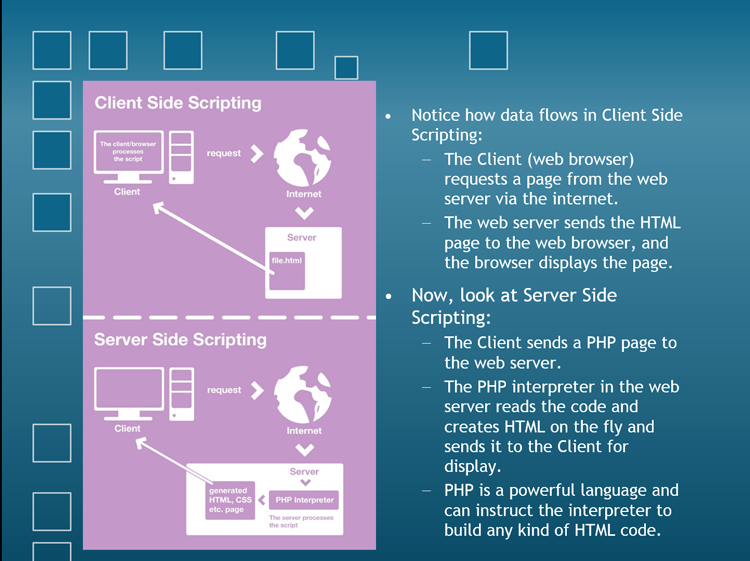 Client Side Scripting
The client/browser
processes
the script
request
Client
Internet
Server
file.html
Server Side Scripting
request
Client
Internet
Server
generated
HTML, CSS
etc. page
PHP Interpreter
The server processes
the script
• Notice how data flows in Client Side
Scripting:
– The Client (web browser)
requests a page from the web
server via the internet.
– The web server sends the HTML
page to the web browser, and
the browser displays the page.
• Now, look at Server Side
Scripting:
– The Client sends a PHP page to
the web server.
– The PHP interpreter in the web
server reads the code and
creates HTML on the fly and
sends it to the Client for
display.
– PHP is a powerful language and
can instruct the interpreter to
build any kind of HTML code.